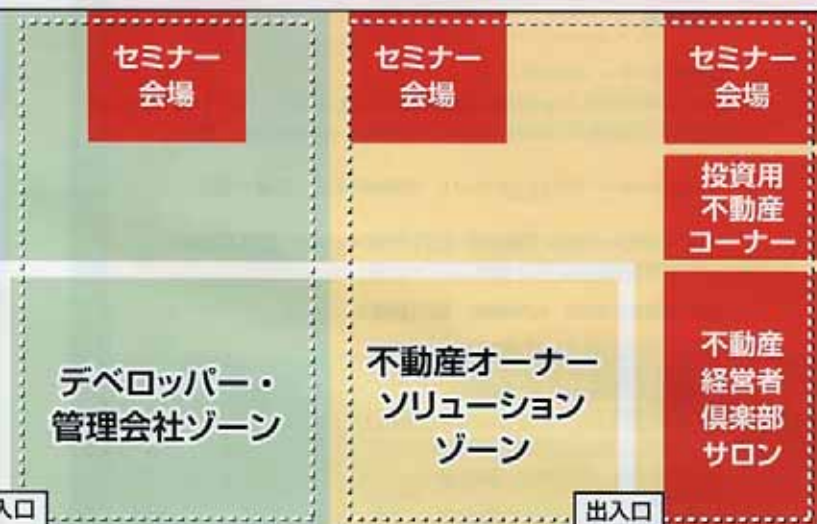 セミナー
会場
セミナー
会場
セミナー
会場
投資用
不動産
コーナー
デベロッパー・
管理会社ゾーン
不動産オーナー
ソリューション
ゾーン
不動産
経営者
倶楽部
サロン
入口
出入口